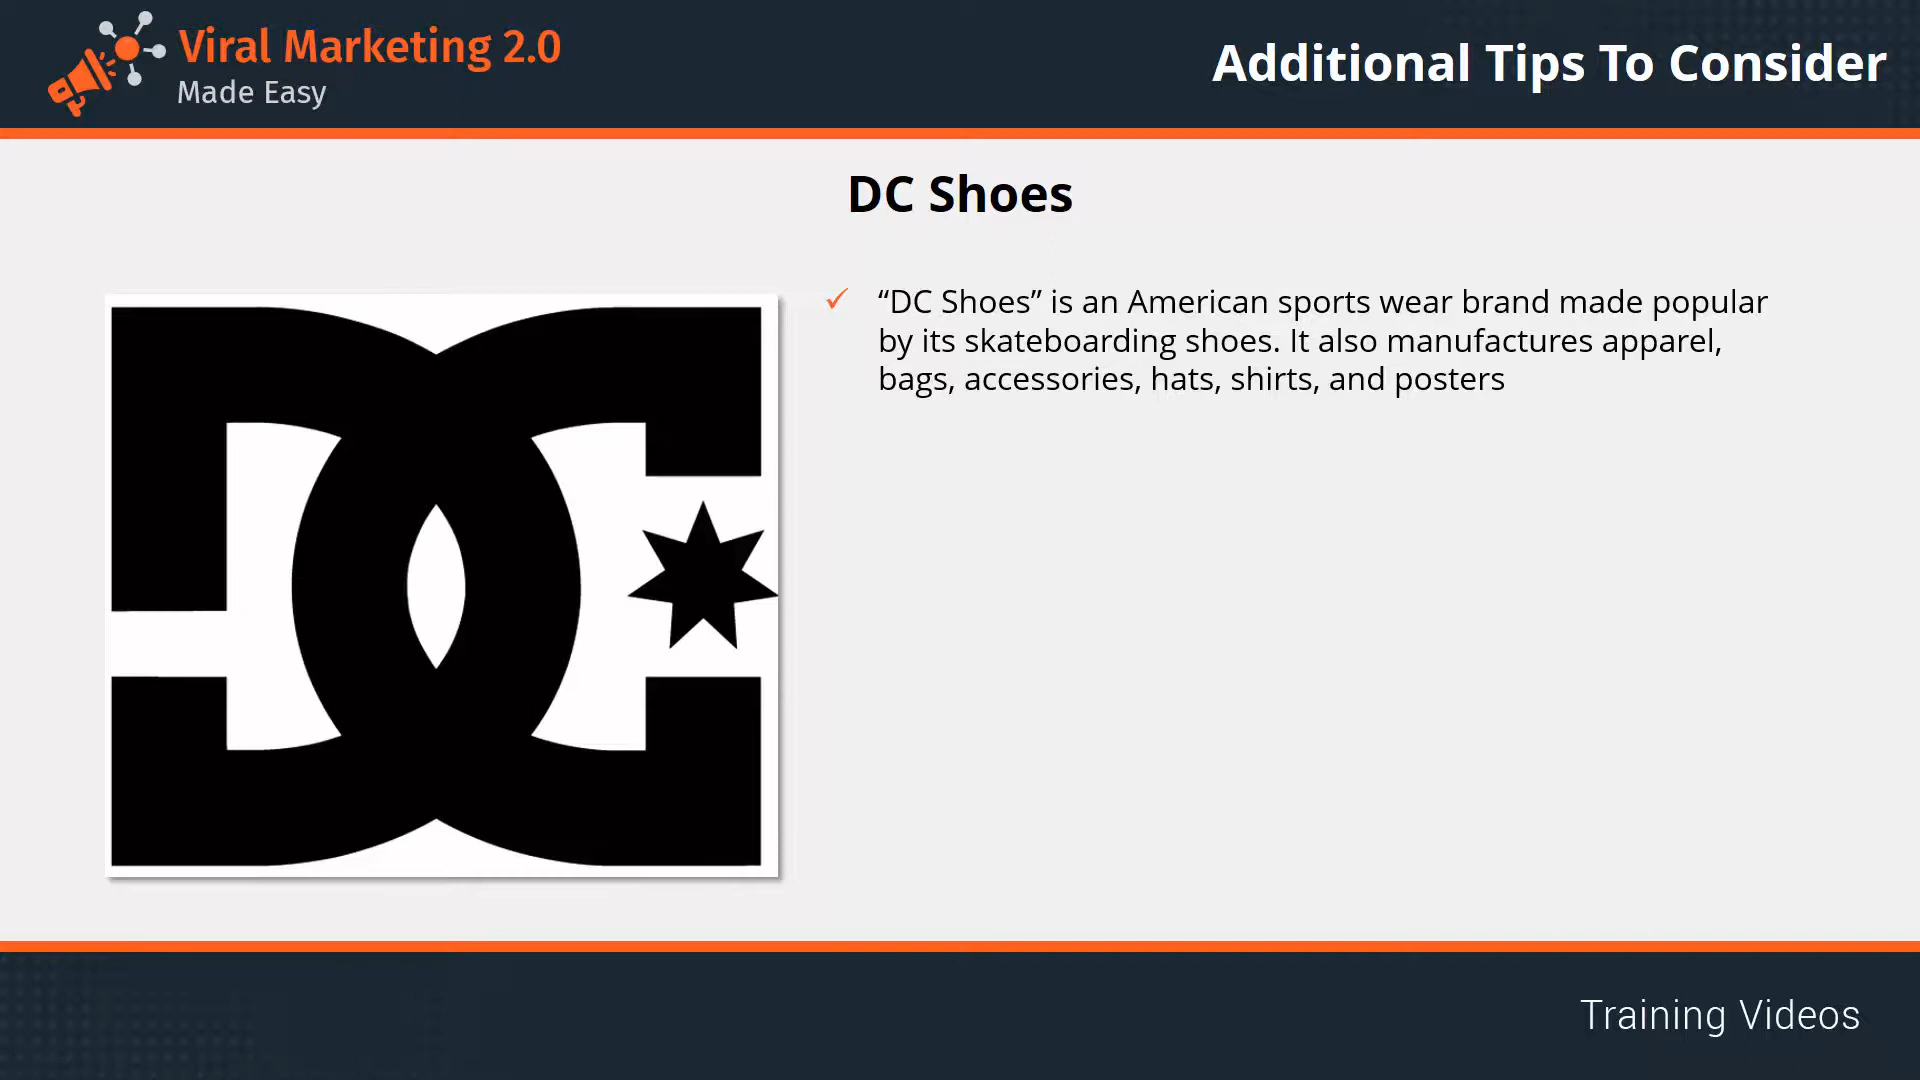 Viral Marketing 2.0
Made Easy
Additional Tips To Consider
DC Shoes
“DC Shoes” is an American sports wear brand made popular
by its skateboarding shoes. It also manufactures apparel,
bags, accessories, hats, shirts, and posters
DC
Training Videos